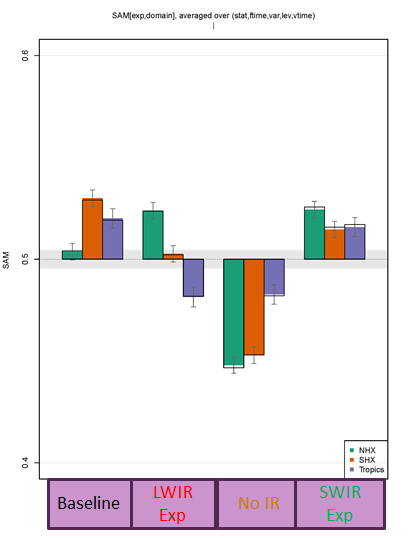 SAM[exp,domain], averaged over (stat,ftime,var,lev,vtime)
0.6
0.5
0.4
SAM
NHX
SHX
Tropics
Baseline
LWIR
Exp
No IR
SWIR
Exp